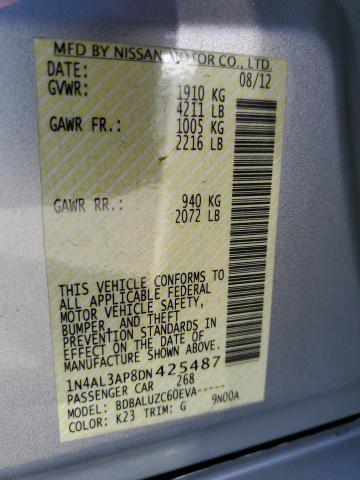 MFD BY NISSAN MOTOR CO., LTD.
DATE: 08/12
GVWR: 1910 KG
4211 LB
GAWR FR.: 1005 KG
2216 LB
GAWR RR.: 940 KG
2072 LB
THIS VEHICLE CONFORMS TO
ALL APPLICABLE FEDERAL
MOTOR VEHICLE SAFETY,
BUMPER, AND THEFT
PREVENTION STANDARDS IN
EFFECT ON THE DATE OF
MANUFACTURE SHOWN ABOVE.
1N4AL3AP8DN425487
PASSENGER CAR 268
MODEL: BDBALUZC60EVA-----
COLOR: K23 TRIM: G 9N00A